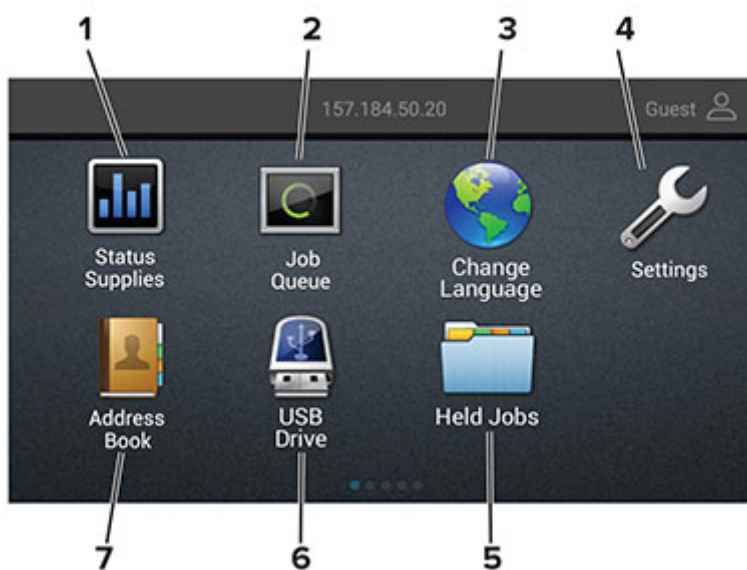 1 2 3 4
157.184.50.20 Guest
Status
Supplies
Job
Queue
Change
Language
Settings
Address
Book
USB
Drive
Held Jobs
7 6 5